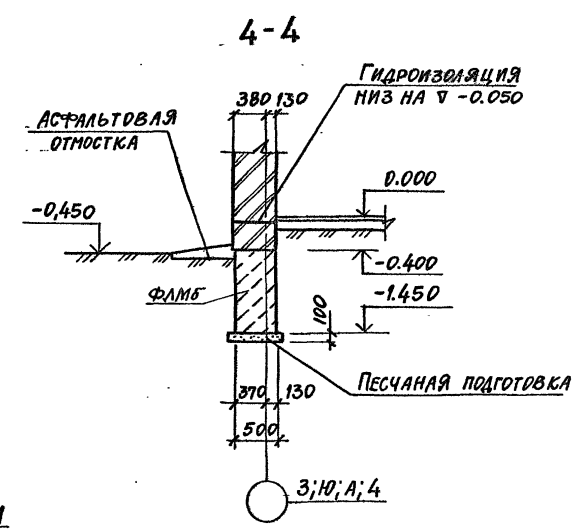 4-4
ГИДРОИЗОЛЯЦИЯ
НИЗ НА ∇ -0.050
380 130
АСФАЛЬТОВАЯ
ОТМОСТКА
0.000
-0,450
-0.400
ФЛМБ
-1.450
100
ПЕСЧАНАЯ ПОДГОТОВКА
370 130
500
3;Ю;А;4